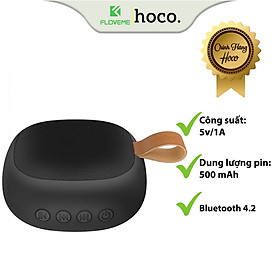 FLOVEME hoco.
Chính Hãng
Hoco
Công suất:
5v/1A
Dung lượng pin:
500 mAh
Bluetooth 4.2